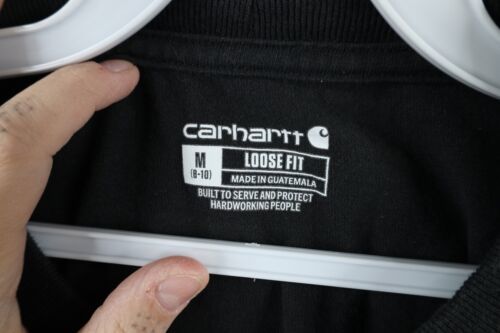 carhartt
M
(8-10)
LOOSE FIT
MADE IN GUATEMALA
BUILT TO SERVE AND PROTECT
HARDWORKING PEOPLE